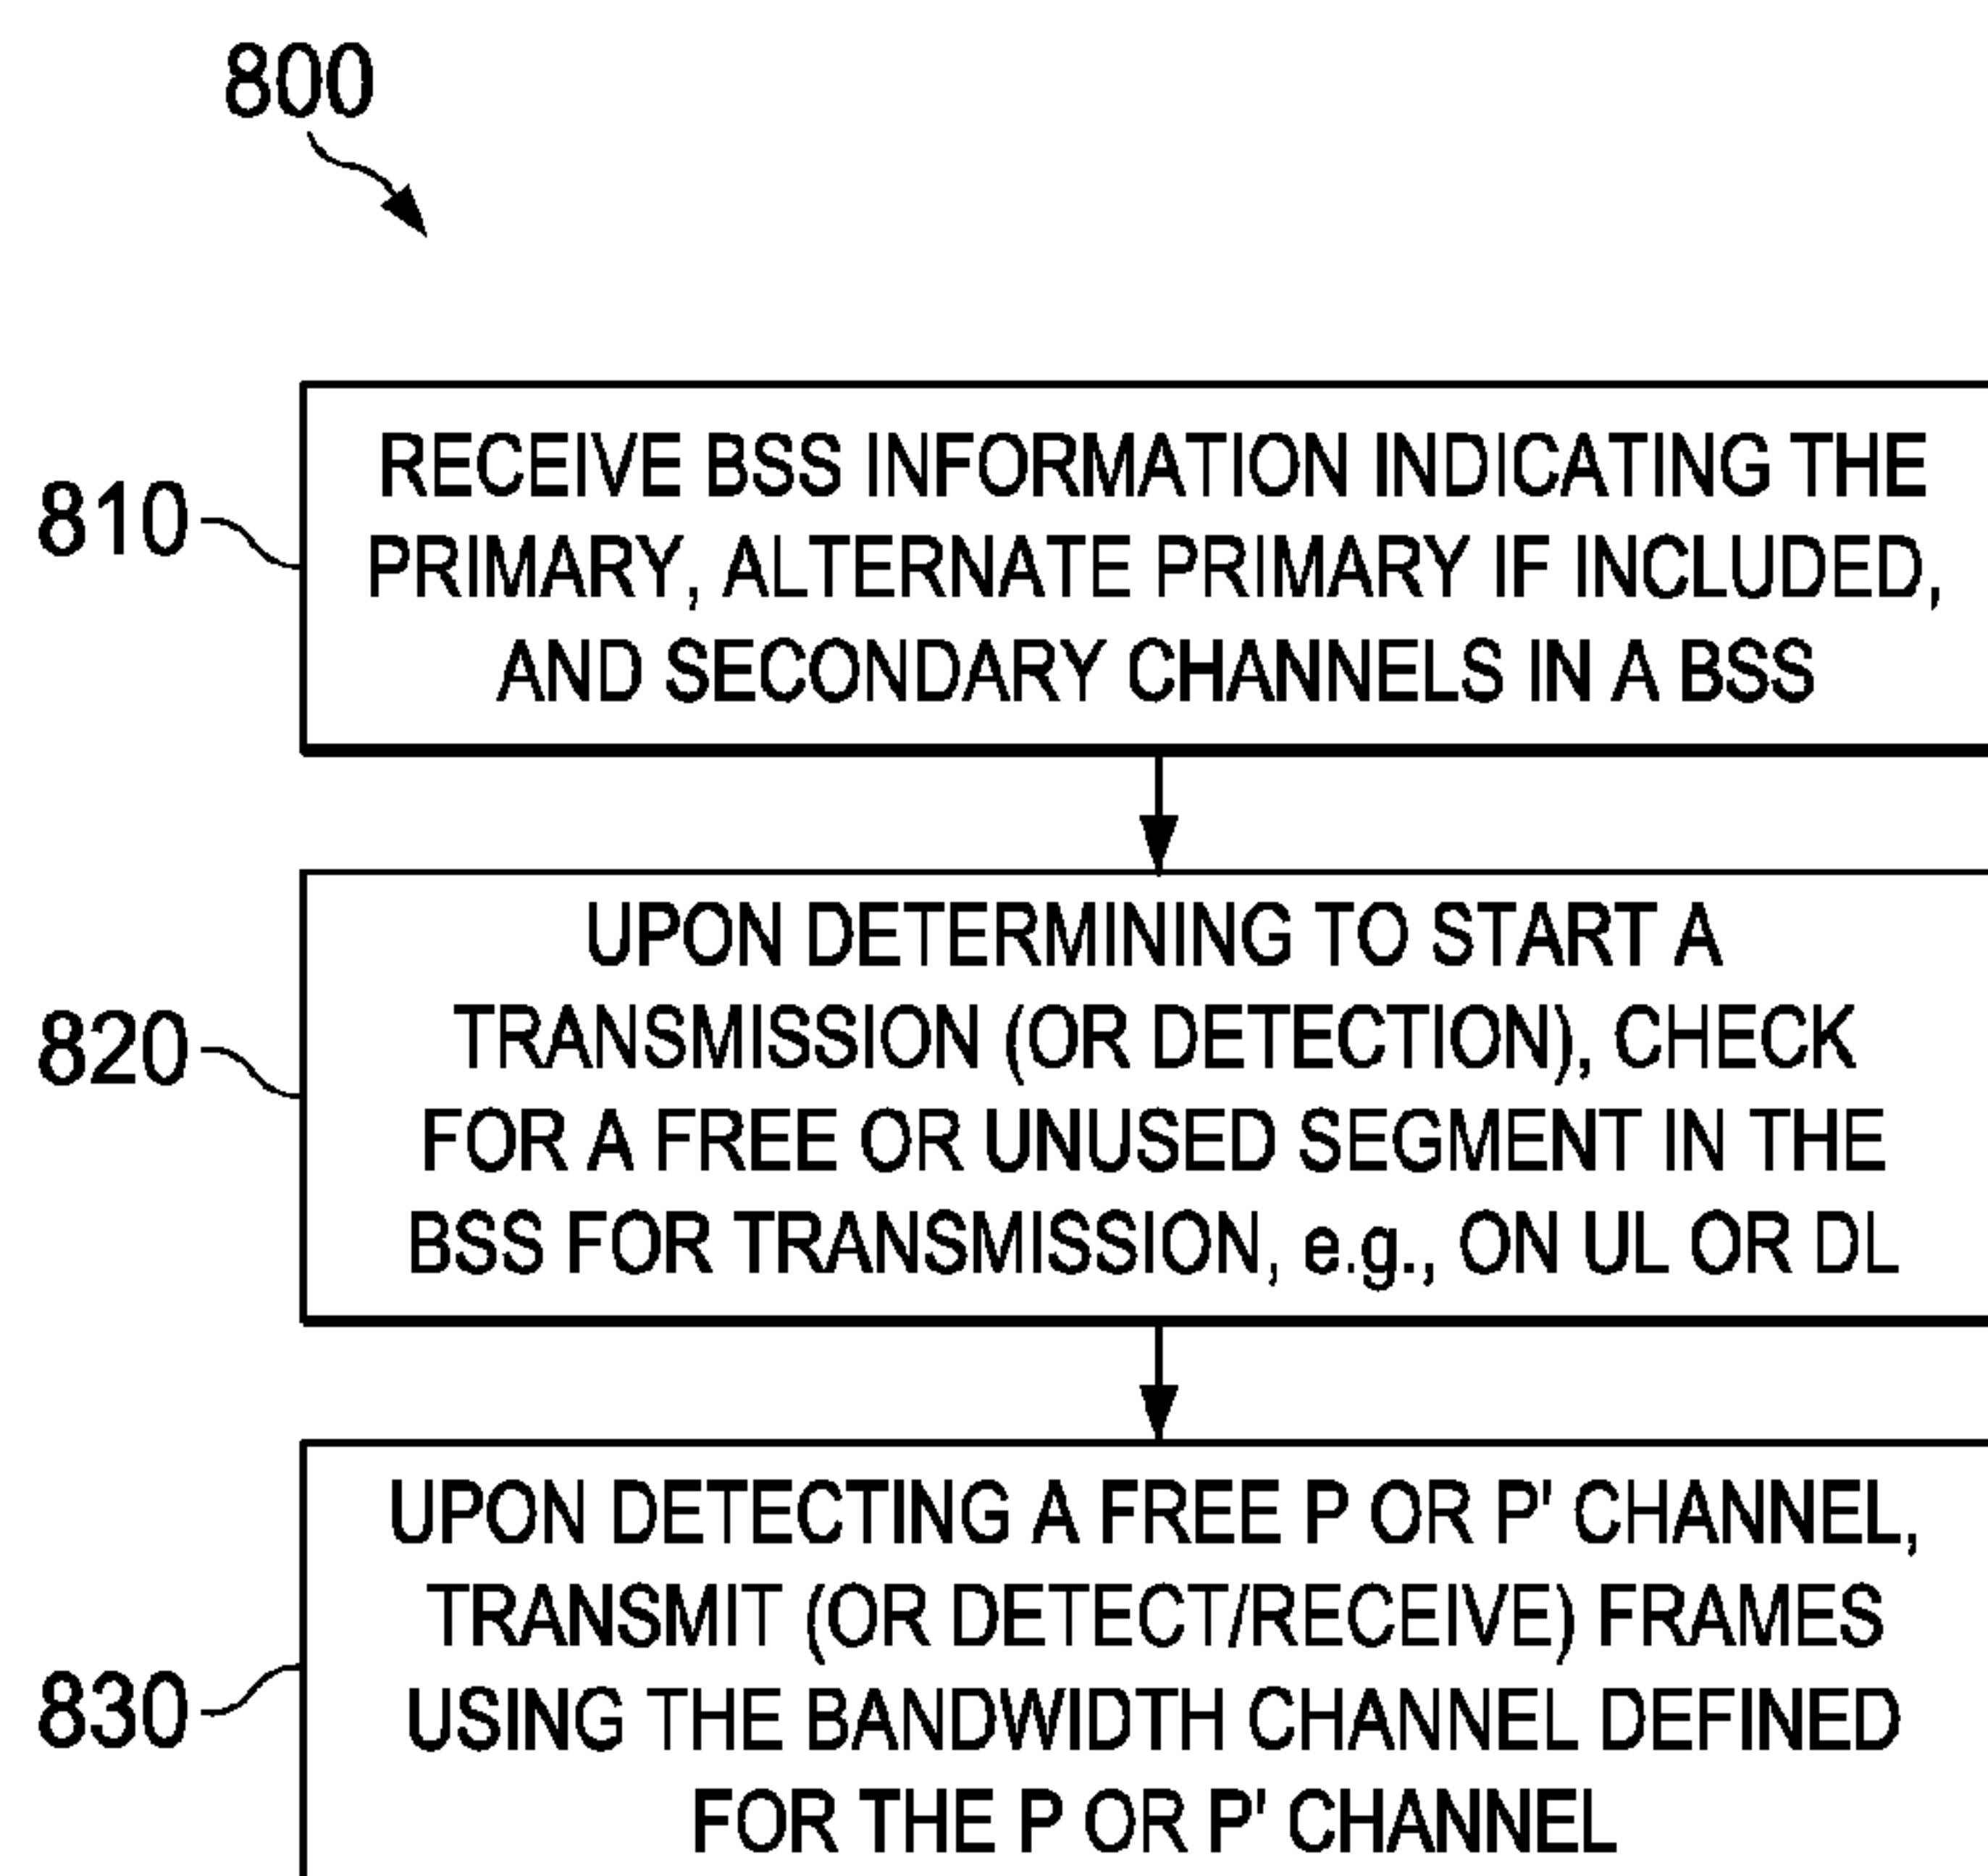 800
810
RECEIVE BSS INFORMATION INDICATING THE
PRIMARY, ALTERNATE PRIMARY IF INCLUDED,
AND SECONDARY CHANNELS IN A BSS
820
UPON DETERMINING TO START A
TRANSMISSION (OR DETECTION), CHECK
FOR A FREE OR UNUSED SEGMENT IN THE
BSS FOR TRANSMISSION, e.g., ON UL OR DL
830
UPON DETECTING A FREE P OR P' CHANNEL,
TRANSMIT (OR DETECT/RECEIVE) FRAMES
USING THE BANDWIDTH CHANNEL DEFINED
FOR THE P OR P' CHANNEL